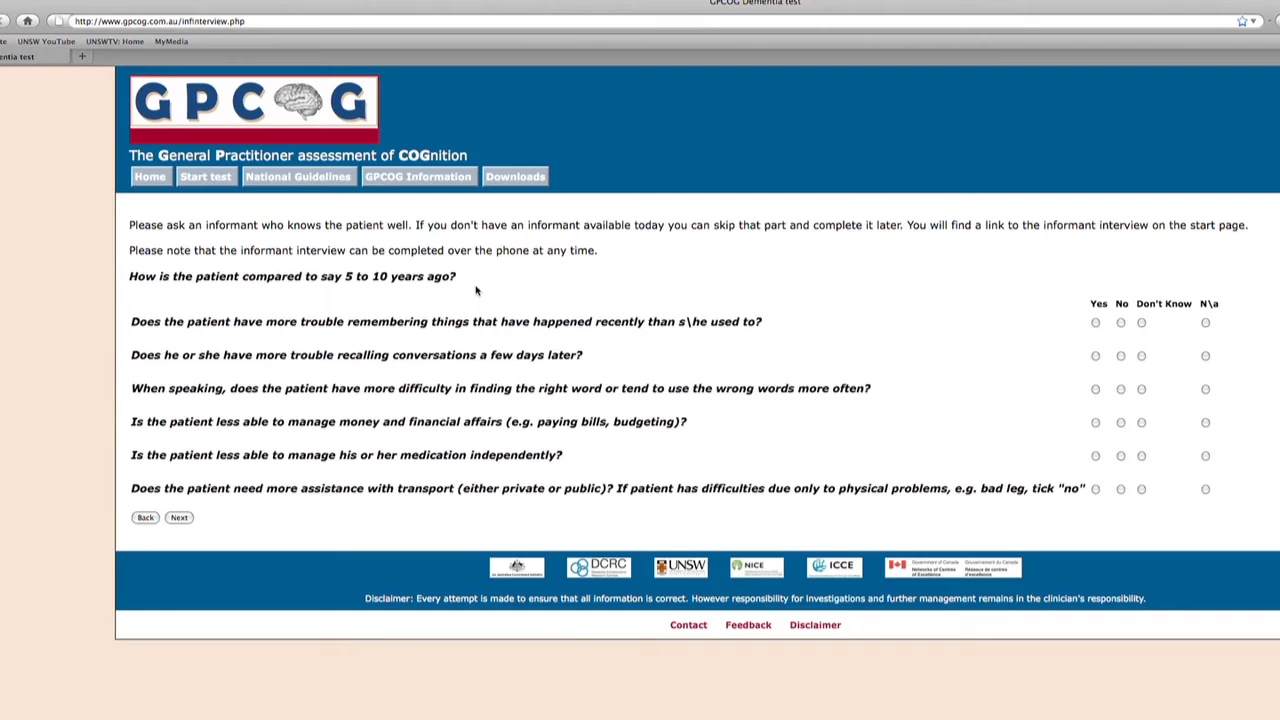 GPCOG Dementia test
http://www.gpcog.com.au/infinterview.php
UNSW YouTube UNSWTV: Home MyMedia
entia test +
GPC G
The General Practitioner assessment of COGnition
Home Start test National Guidelines GPCOG Information Downloads
Please ask an informant who knows the patient well. If you don't have an informant available today you can skip that part and complete it later. You will find a link to the informant interview on the start page.
Please note that the informant interview can be completed over the phone at any time.
How is the patient compared to say 5 to 10 years ago?
Yes No Don't Know N\a
Does the patient have more trouble remembering things that have happened recently than s\he used to?
Does he or she have more trouble recalling conversations a few days later?
When speaking, does the patient have more difficulty in finding the right word or tend to use the wrong words more often?
Is the patient less able to manage money and financial affairs (e.g. paying bills, budgeting)?
Is the patient less able to manage his or her medication independently?
Does the patient need more assistance with transport (either private or public)? If patient has difficulties due only to physical problems, e.g. bad leg, tick "no"
Back Next
DCRC UNSW NICE ICCE
Disclaimer: Every attempt is made to ensure that all information is correct. However responsibility for investigations and further management remains in the clinician's responsibility.
Contact Feedback Disclaimer